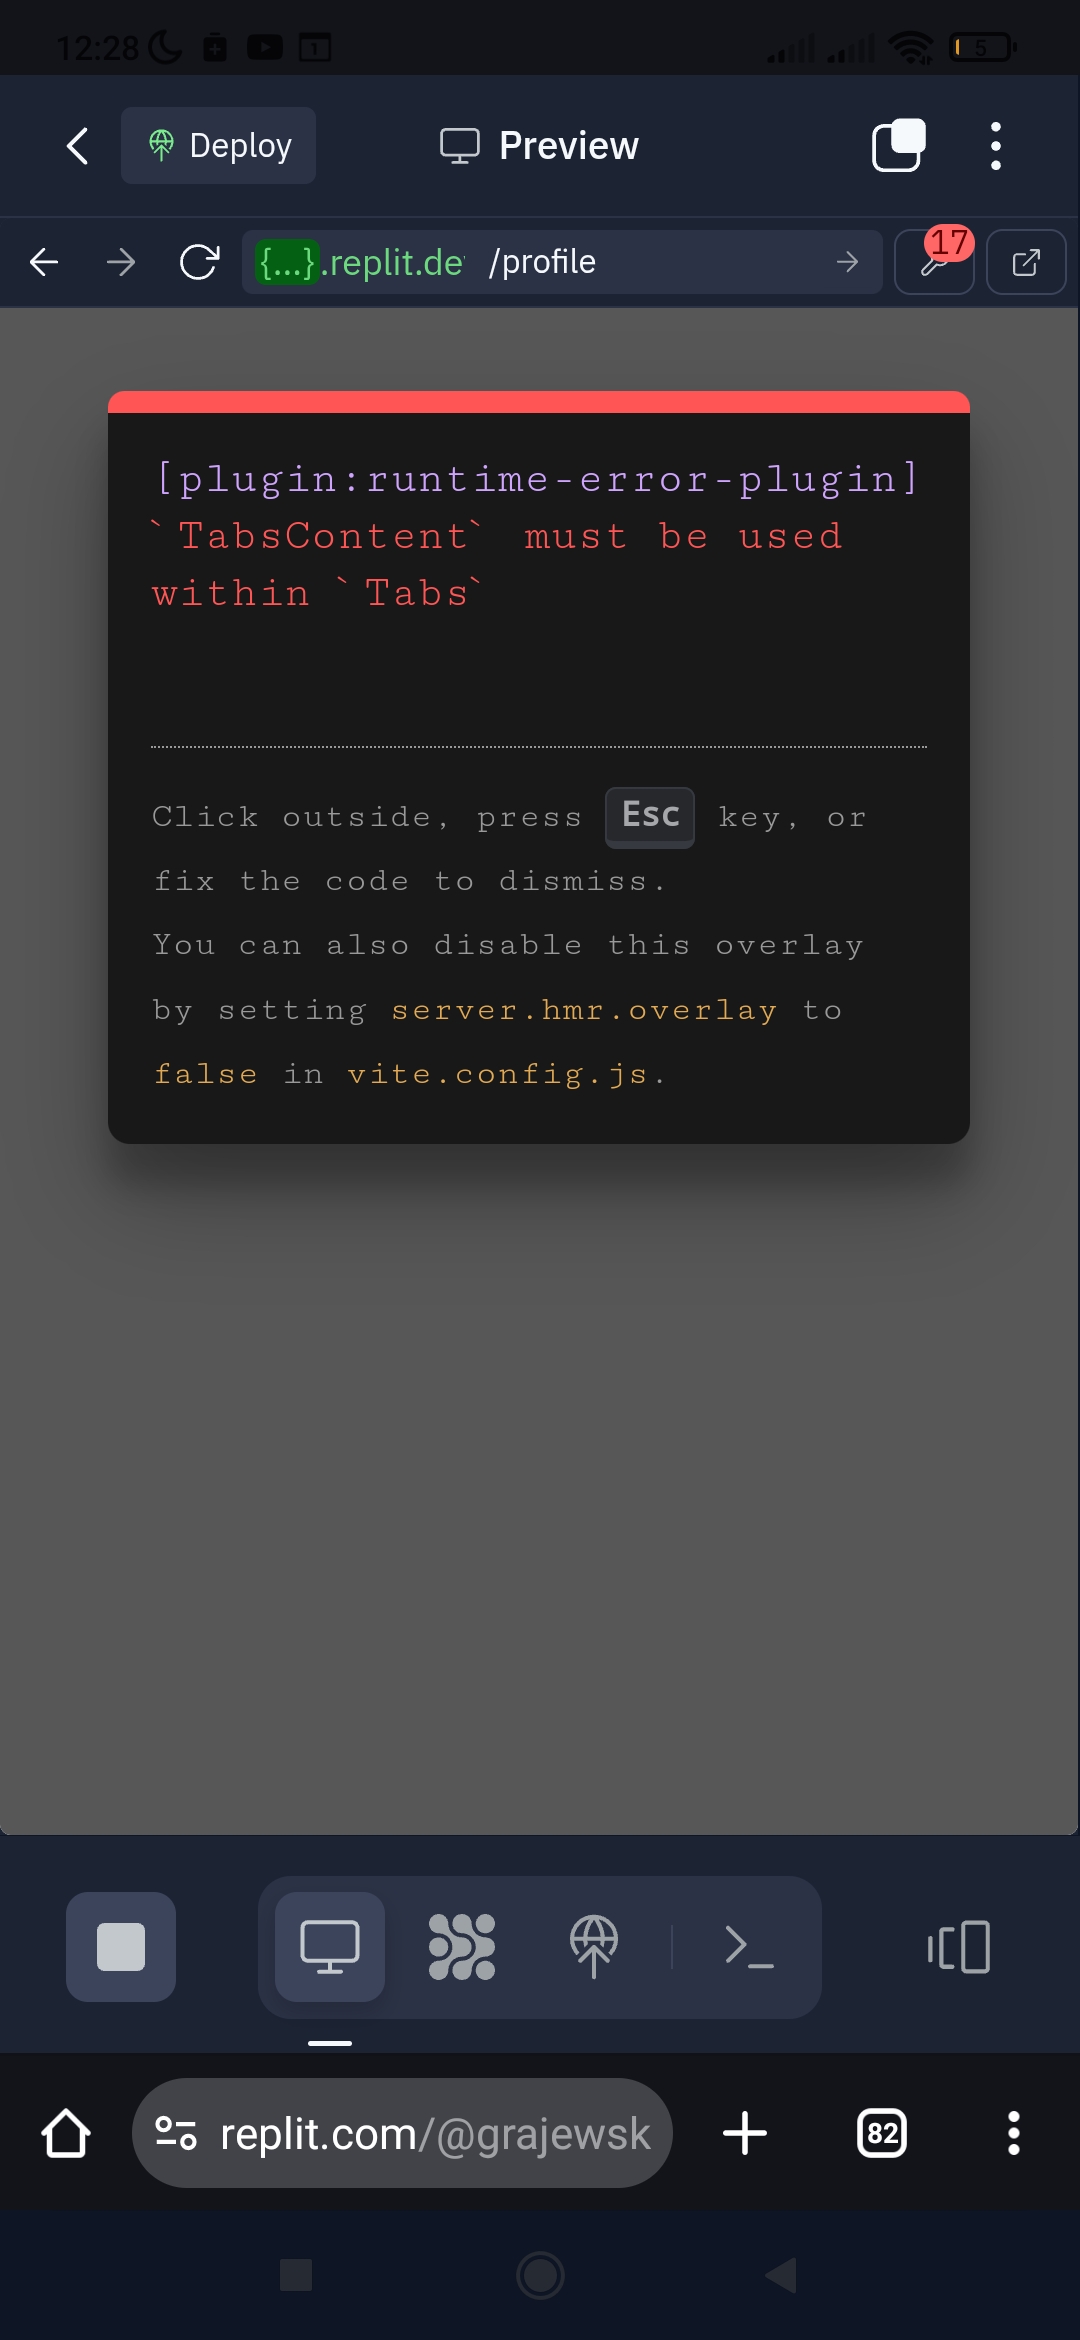 12:28
1
5
Deploy
Preview
{...}.replit.de
/profile
17
[plugin:runtime-error-plugin]
`TabsContent` must be used
within `Tabs`
Click outside, press Esc key, or
fix the code to dismiss.
You can also disable this overlay
by setting server.hmr.overlay to
false in vite.config.js.
replit.com/@grajewsk
82